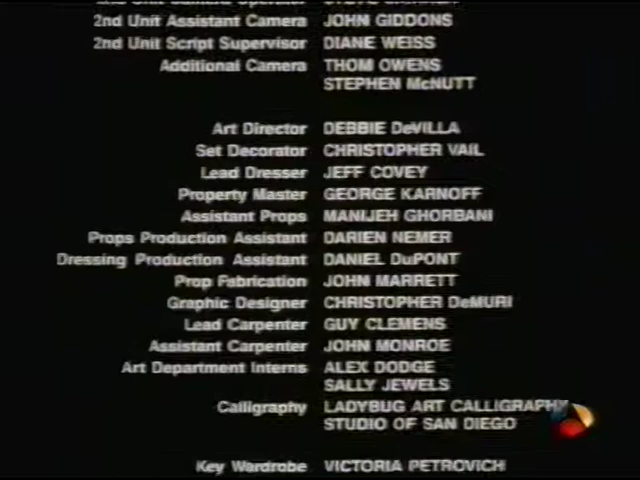 2nd Unit Assistant Camera JOHN GIDDONS
2nd Unit Script Supervisor DIANE WEISS
Additional Camera THOM OWENS
STEPHEN McNUTT
Art Director DEBBIE DeVILLA
Set Decorator CHRISTOPHER VAIL
Lead Dresser JEFF COVEY
Property Master GEORGE KARNOFF
Assistant Props MANIJEH GHORBANI
Props Production Assistant DARIEN NEMER
Dressing Production Assistant DANIEL DuPONT
Prop Fabrication JOHN MARRETT
Graphic Designer CHRISTOPHER DeMURI
Lead Carpenter GUY CLEMENS
Assistant Carpenter JOHN MONROE
Art Department Interns ALEX DODGE
SALLY JEWELS
Calligraphy LADYBUG ART CALLIGRAPHY
STUDIO OF SAN DIEGO
Key Wardrobe VICTORIA PETROVICH